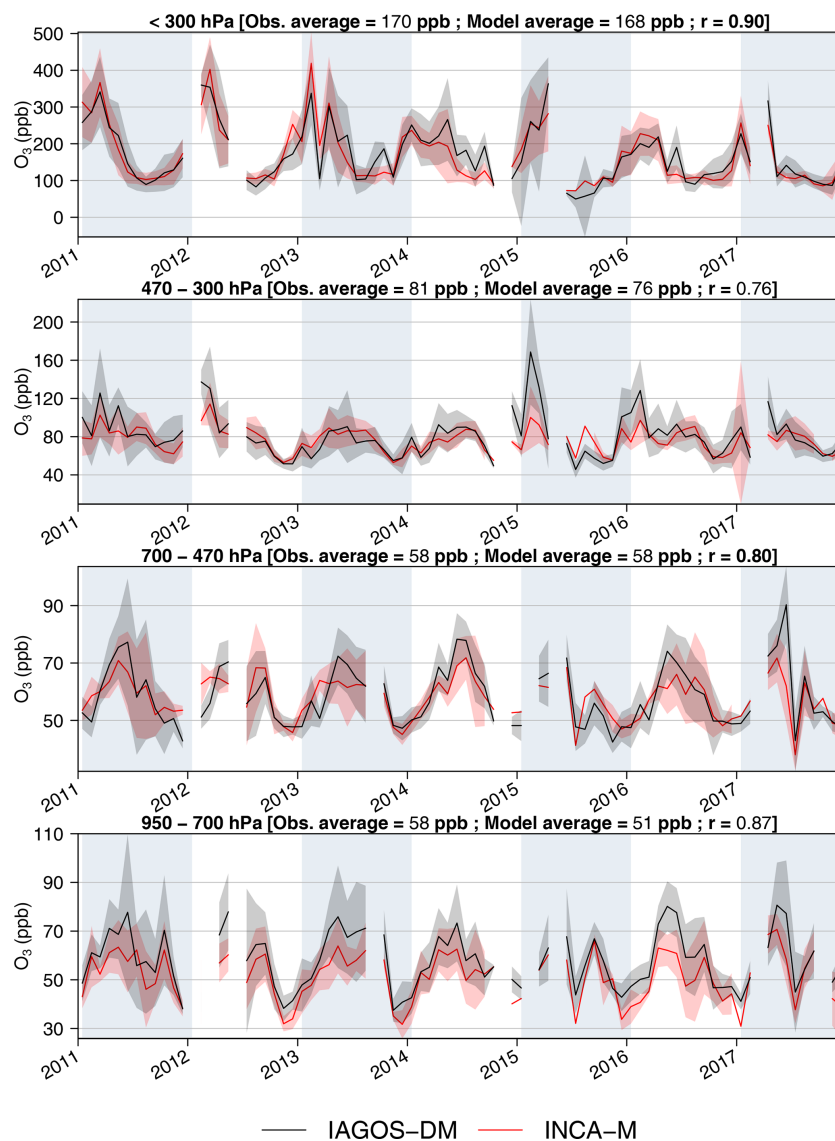 < 300 hPa [Obs. average = 170 ppb ; Model average = 168 ppb ; r = 0.90]
O3 (ppb)
500
400
300
200
100
0
2011 2012 2013 2014 2015 2016 2017
470 − 300 hPa [Obs. average = 81 ppb ; Model average = 76 ppb ; r = 0.76]
O3 (ppb)
200
160
120
80
40
2011 2012 2013 2014 2015 2016 2017
700 − 470 hPa [Obs. average = 58 ppb ; Model average = 58 ppb ; r = 0.80]
O3 (ppb)
90
70
50
2011 2012 2013 2014 2015 2016 2017
950 − 700 hPa [Obs. average = 58 ppb ; Model average = 51 ppb ; r = 0.87]
O3 (ppb)
110
90
70
50
30
2011 2012 2013 2014 2015 2016 2017
IAGOS−DM INCA−M